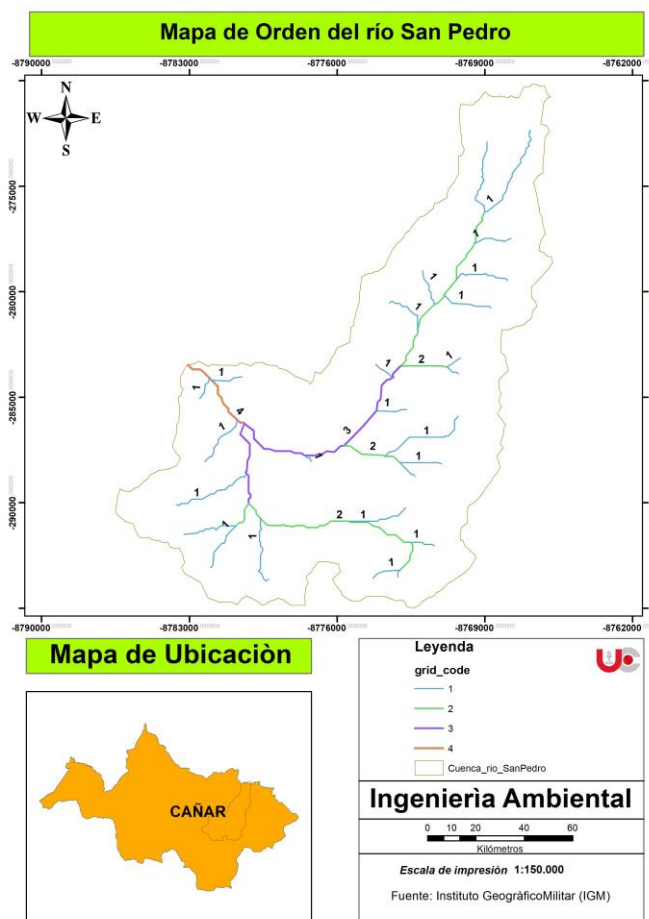 Mapa de Orden del río San Pedro
-8790000 -8783000 -8776000 -8769000 -8762000
N
W E
S
-275000
-280000
-285000
-290000
1
1
1
1
1
1
2
1
1
1
1
1
4
3
1
1
2
1
1
1
1
2
1
1
1
1
-8790000 -8783000 -8776000 -8769000 -8762000
Mapa de Ubicaciòn
CAÑAR
Leyenda
grid_code
1
2
3
4
Cuenca_rio_SanPedro
UC
Ingenierìa Ambiental
0 10 20 40 60
Kilómetros
Escala de impresión 1:150.000
Fuente: Instituto GeogràficoMilitar (IGM)